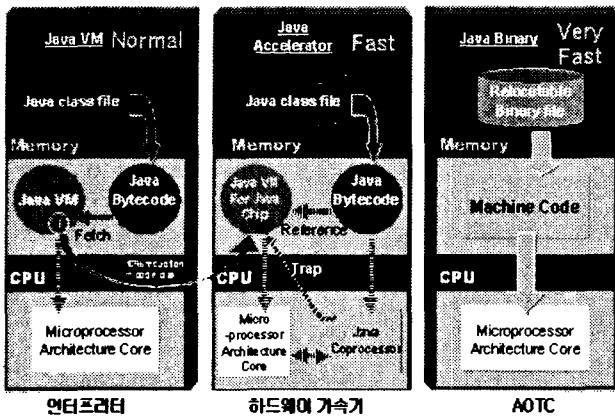 Java VM Normal
Java class file
Memory
Java VM
Java
Bytecode
Fetch
CPU
Microprocessor
Architecture Core
인터프리터
Java
Accelerator Fast
Java class file
Memory
Java VM
For Java
Chip
Java
Bytecode
Reference
CPU
Trap
Micro
-processor
Architecture
Core
Java
Coprocessor
하드웨어 가속기
Java Binary Very
Fast
Relocatable
Binary file
Memory
Machine Code
CPU
Microprocessor
Architecture Core
AOTC